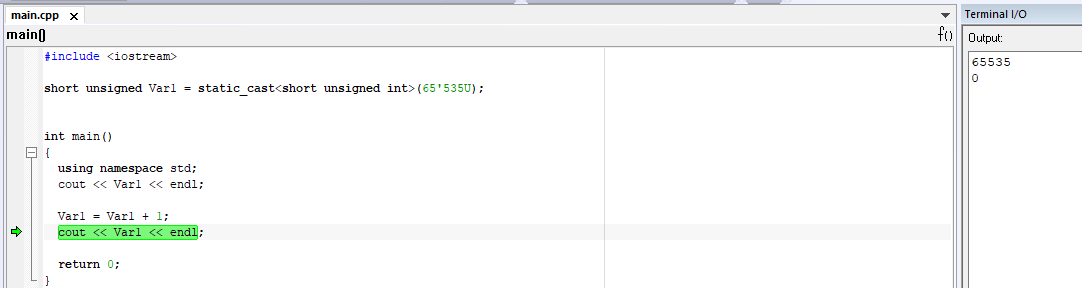 main.cpp x
Terminal I/O
main()
f()
Output:
#include <iostream>
65535
0
short unsigned Var1 = static_cast<short unsigned int>(65'535U);
int main()
{
using namespace std;
cout << Var1 << endl;
Var1 = Var1 + 1;
cout << Var1 << endl;
return 0;
}